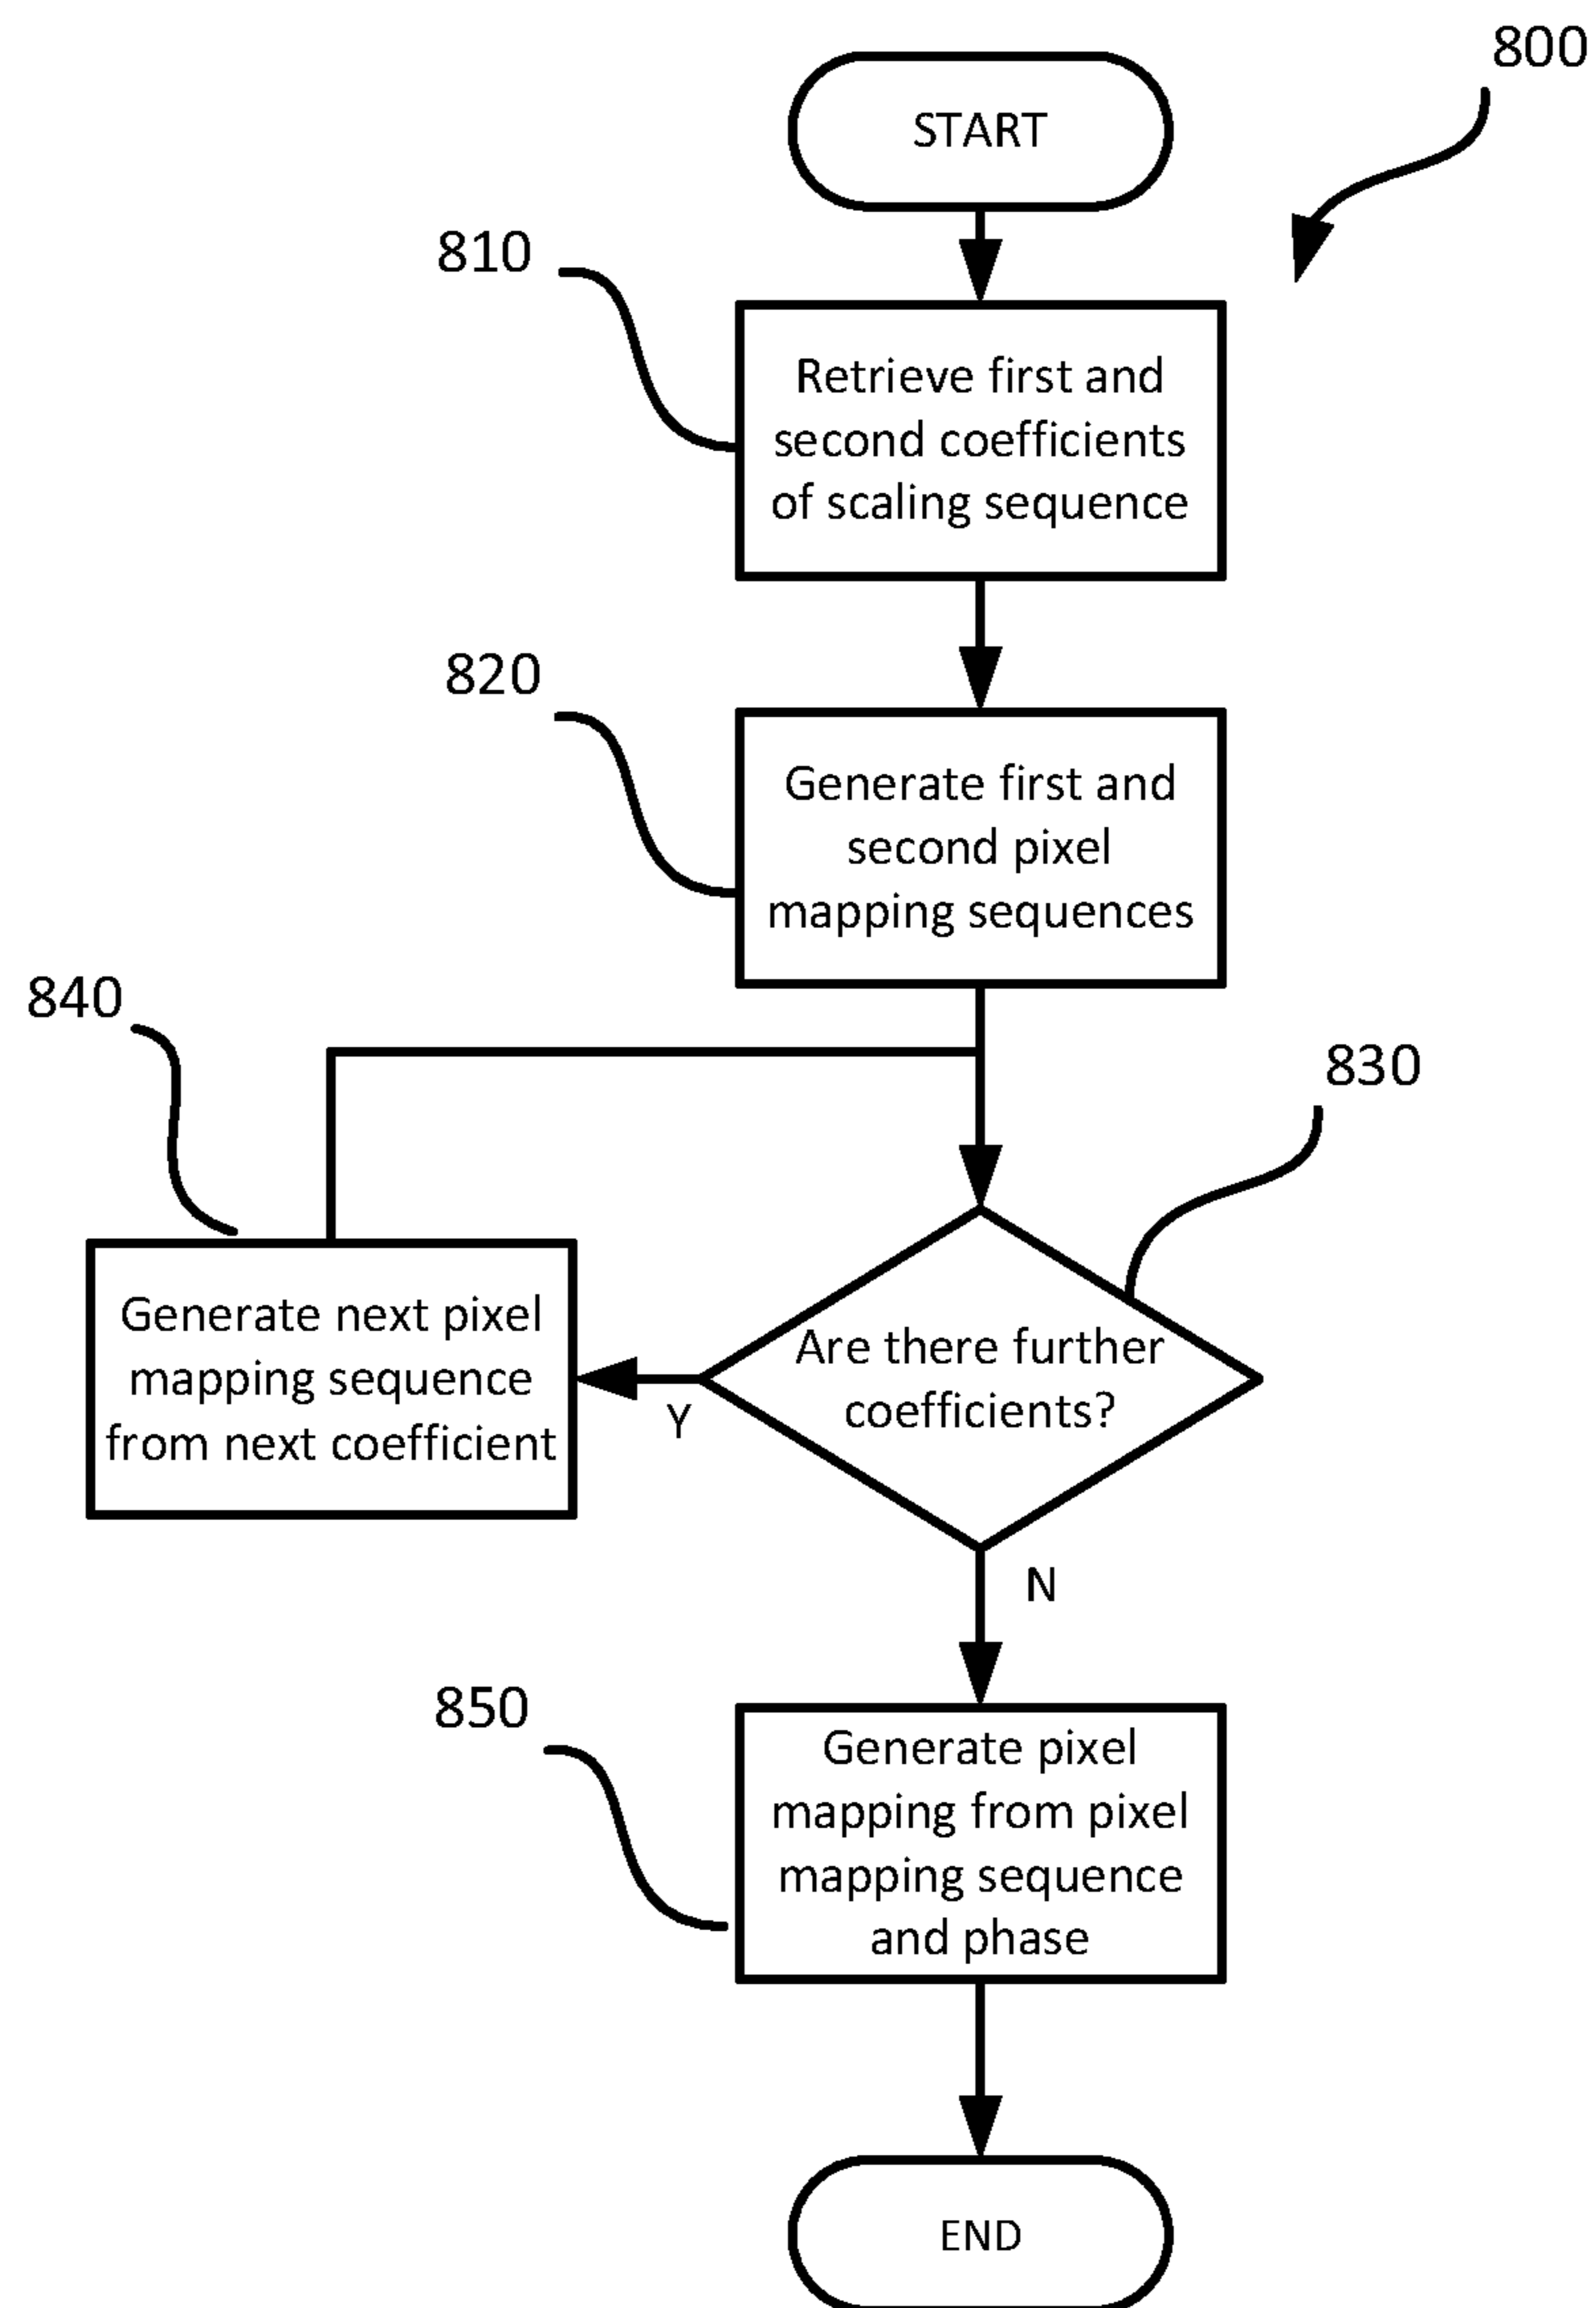 800
START
810
Retrieve first and
second coefficients
of scaling sequence
820
Generate first and
second pixel
mapping sequences
840
830
Generate next pixel
mapping sequence
from next coefficient
Y
Are there further
coefficients?
N
850
Generate pixel
mapping from pixel
mapping sequence
and phase
END